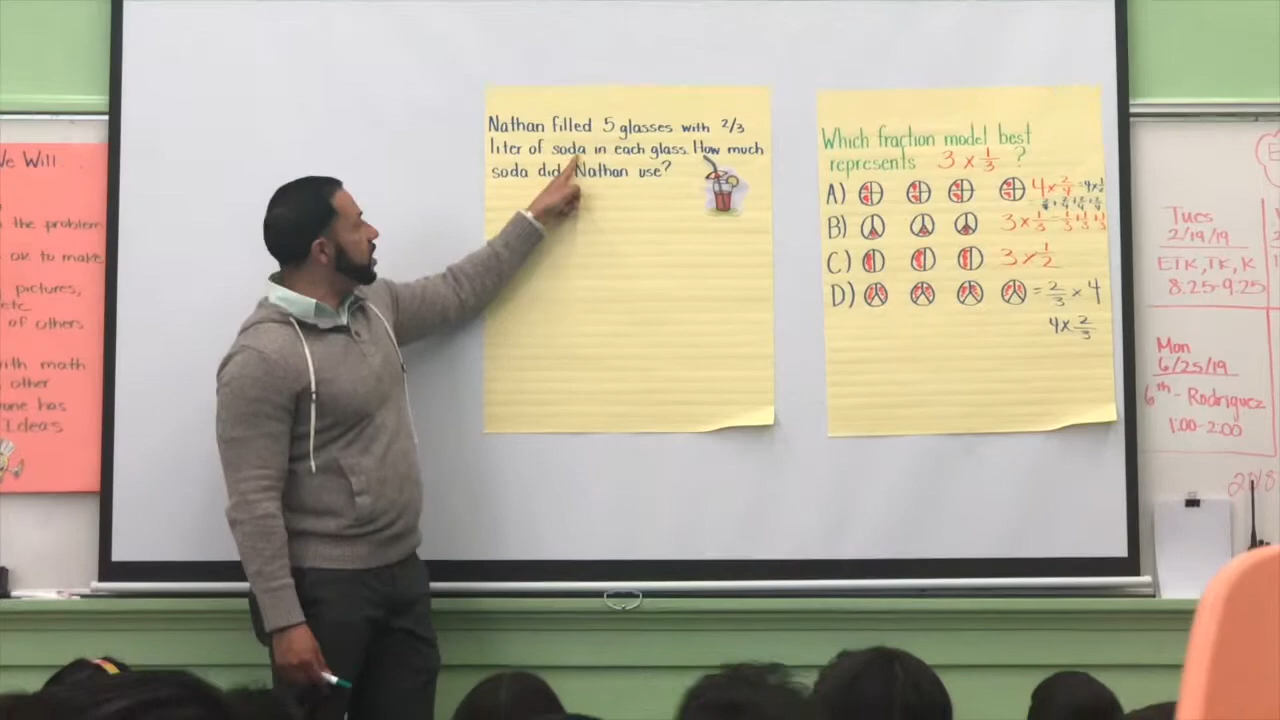 We Will...
the problem
ok to make
pictures,
etc
of others
with math
other
one has
Ideas
Nathan filled 5 glasses with 2/3
liter of soda in each glass. How much
soda did Nathan use?
Which fraction model best
represents 3 x 1/3 ?
A) 4 x 2/4 = 4 x
B) 3 x 1/3 = 1/3 + 1/3 + 1/3
C) 3 x 1/2
D) = 2/3 x 4
4 x 2/3
Tues
2/19/19
ETK, TK, K
8:25-9:25
Mon
6/25/19
6th - Rodriguez
1:00-2:00